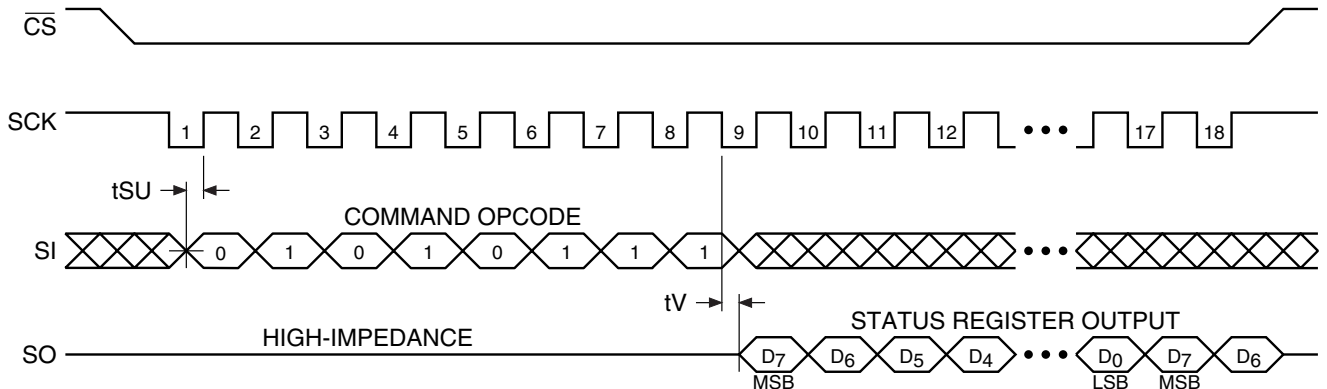 CS
SCK 1 2 3 4 5 6 7 8 9 10 11 12 ••• 17 18
tSU
COMMAND OPCODE
SI 0 1 0 1 0 1 1 1 •••
tV
HIGH-IMPEDANCE STATUS REGISTER OUTPUT
SO D7 D6 D5 D4 ••• D0 D7 D6
MSB LSB MSB